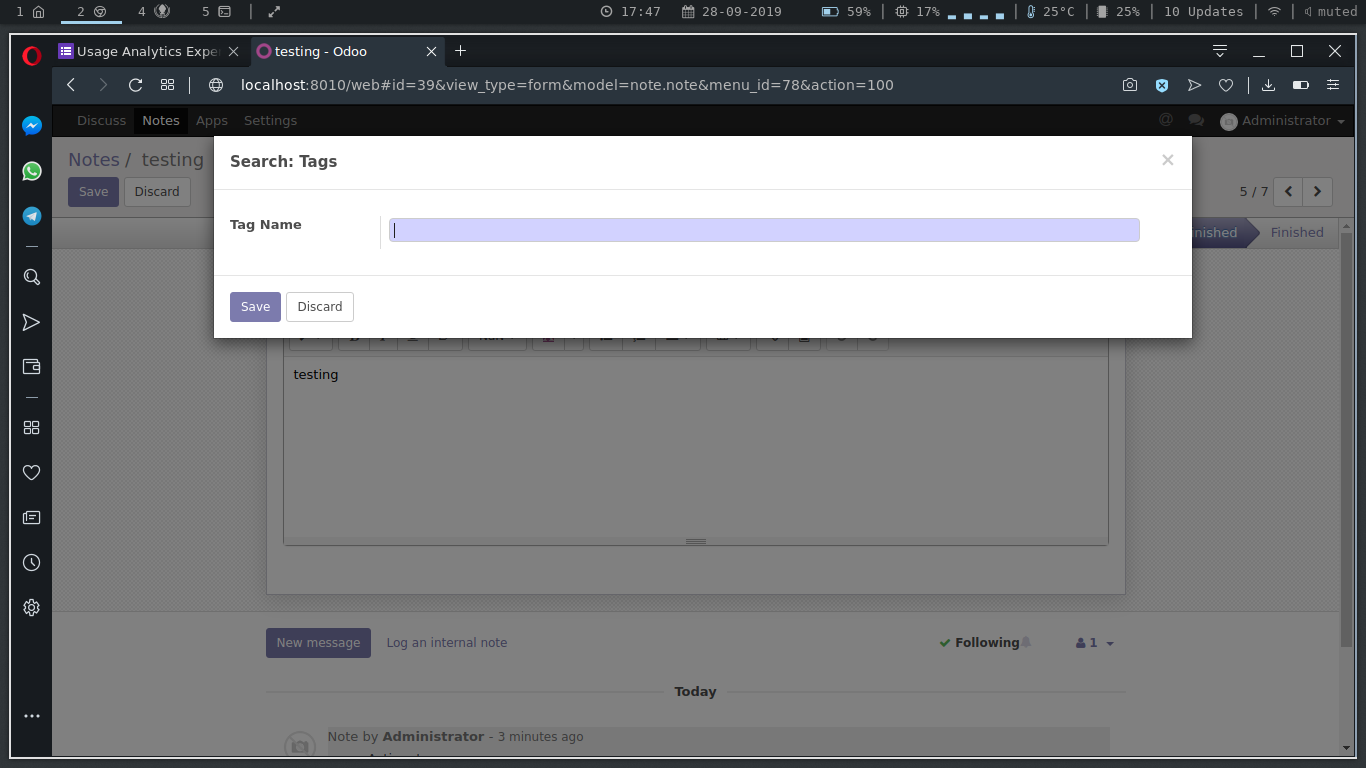 1 2 4 5 17:47 28-09-2019 59% 17% 25°C 25% 10 Updates muted
Usage Analytics Expe testing - Odoo
localhost:8010/web#id=39&view_type=form&model=note.note&menu_id=78&action=100
Discuss Notes Apps Settings @ Administrator
Notes / testing
Search: Tags ×
Save Discard 5 / 7
Tag Name
inished Finished
Save Discard
testing
New message Log an internal note Following 1
Today
Note by Administrator - 3 minutes ago